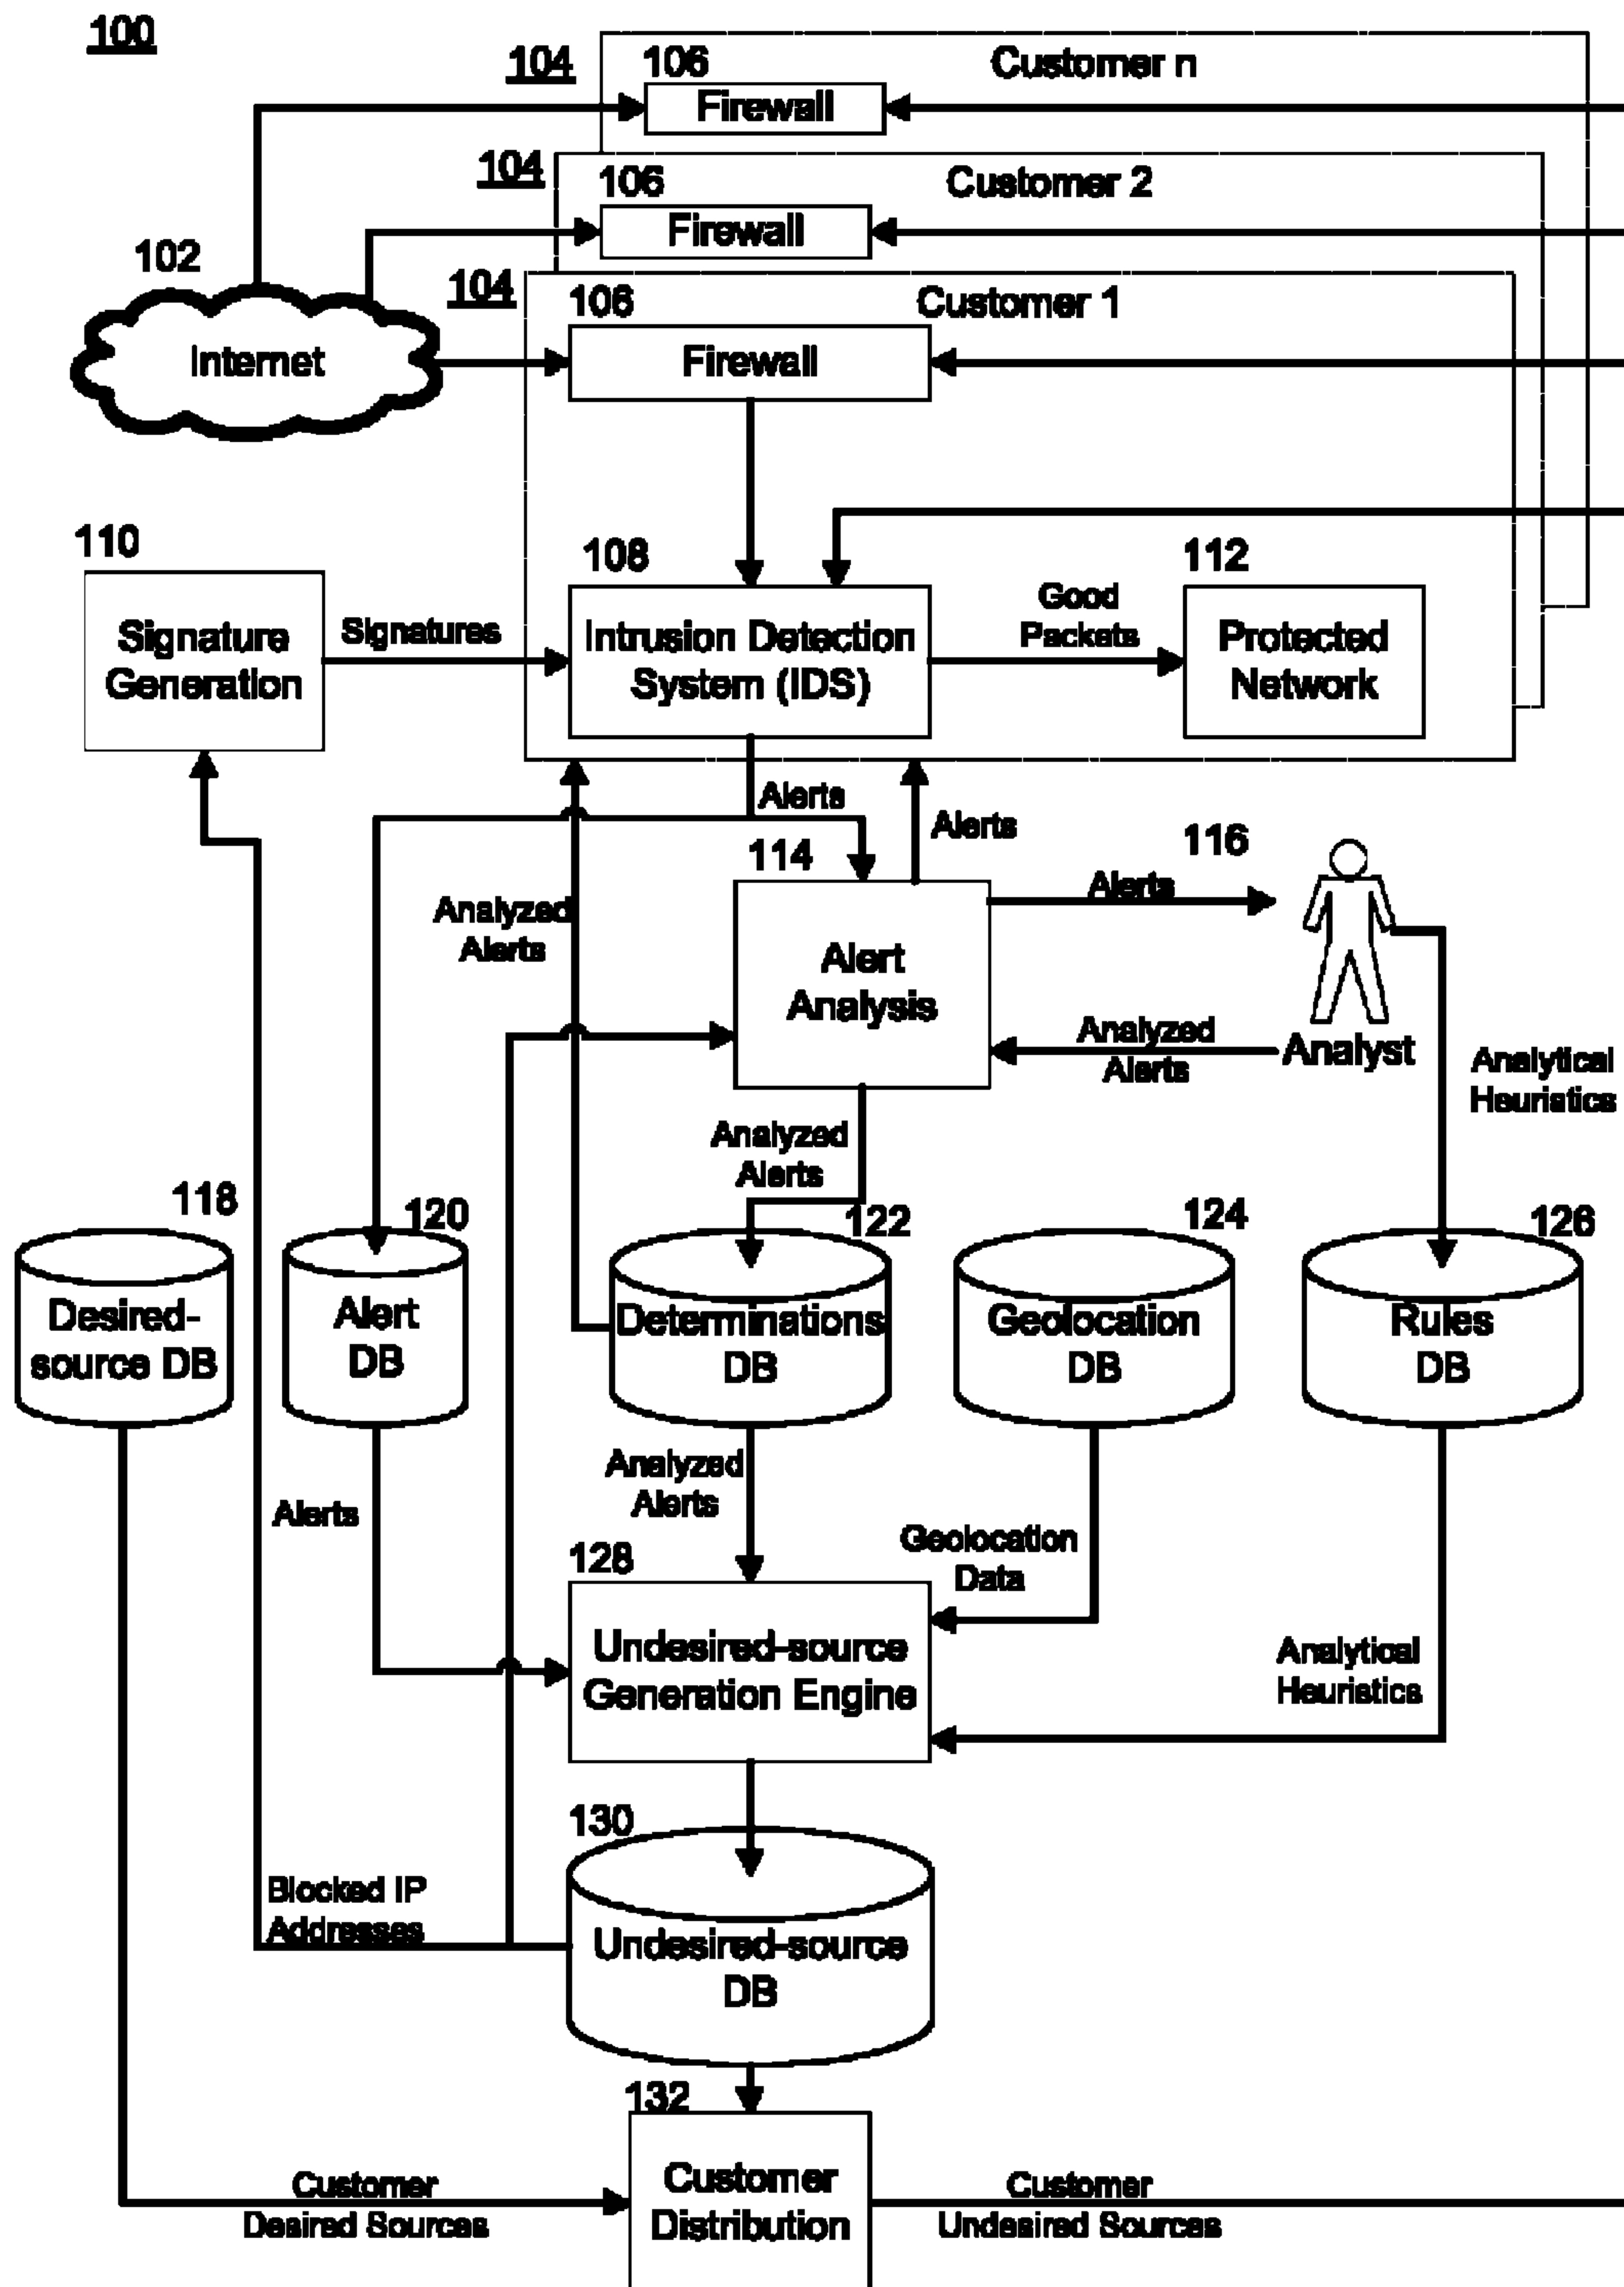 100
104
106
Customer n
Firewall
104
106
Customer 2
Firewall
102
104
106
Customer 1
Internet
Firewall
110
108
112
Signature
Generation
Signatures
Intrusion Detection
System (IDS)
Good
Packets
Protected
Network
Alerts
Alerts
114
116
Analyzed
Alerts
Alerts
Alert
Analysis
Analyzed
Alerts
Analyst
Analytical
Heuristics
Analyzed
Alerts
118
120
122
124
126
Desired-
source DB
Alert
DB
Determinations
DB
Geolocation
DB
Rules
DB
Alerts
Analyzed
Alerts
Geolocation
Data
128
Undesired-source
Generation Engine
Analytical
Heuristics
130
Blocked IP
Addresses
Undesired-source
DB
132
Customer
Desired Sources
Customer
Distribution
Customer
Undesired Sources